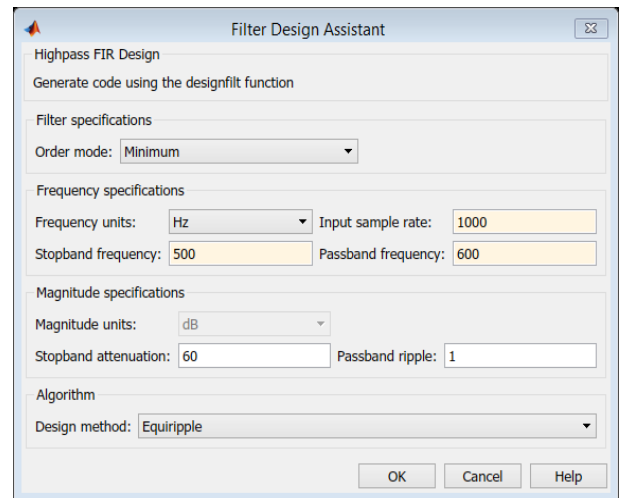 Filter Design Assistant
Highpass FIR Design
Generate code using the designfilt function
Filter specifications
Order mode: Minimum
Frequency specifications
Frequency units: Hz Input sample rate: 1000
Stopband frequency: 500 Passband frequency: 600
Magnitude specifications
Magnitude units: dB
Stopband attenuation: 60 Passband ripple: 1
Algorithm
Design method: Equiripple
OK Cancel Help